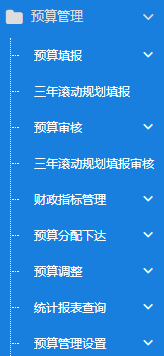 预算管理
预算填报
三年滚动规划填报
预算审核
三年滚动规划填报审核
财政指标管理
预算分配下达
预算调整
统计报表查询
预算管理设置